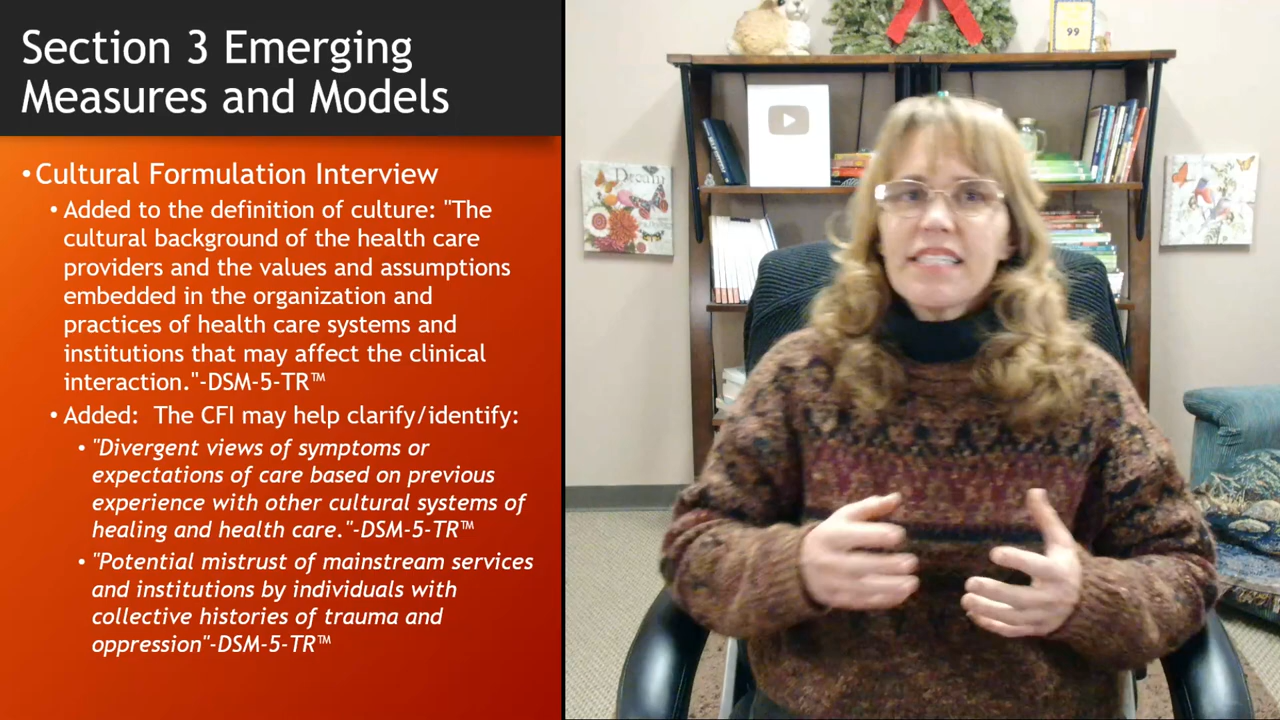 Section 3 Emerging
Measures and Models
• Cultural Formulation Interview
• Added to the definition of culture: "The
cultural background of the health care
providers and the values and assumptions
embedded in the organization and
practices of health care systems and
institutions that may affect the clinical
interaction."-DSM-5-TR™
• Added:  The CFI may help clarify/identify:
• "Divergent views of symptoms or
expectations of care based on previous
experience with other cultural systems of
healing and health care."-DSM-5-TR™
• "Potential mistrust of mainstream services
and institutions by individuals with
collective histories of trauma and
oppression"-DSM-5-TR™
99
Dream